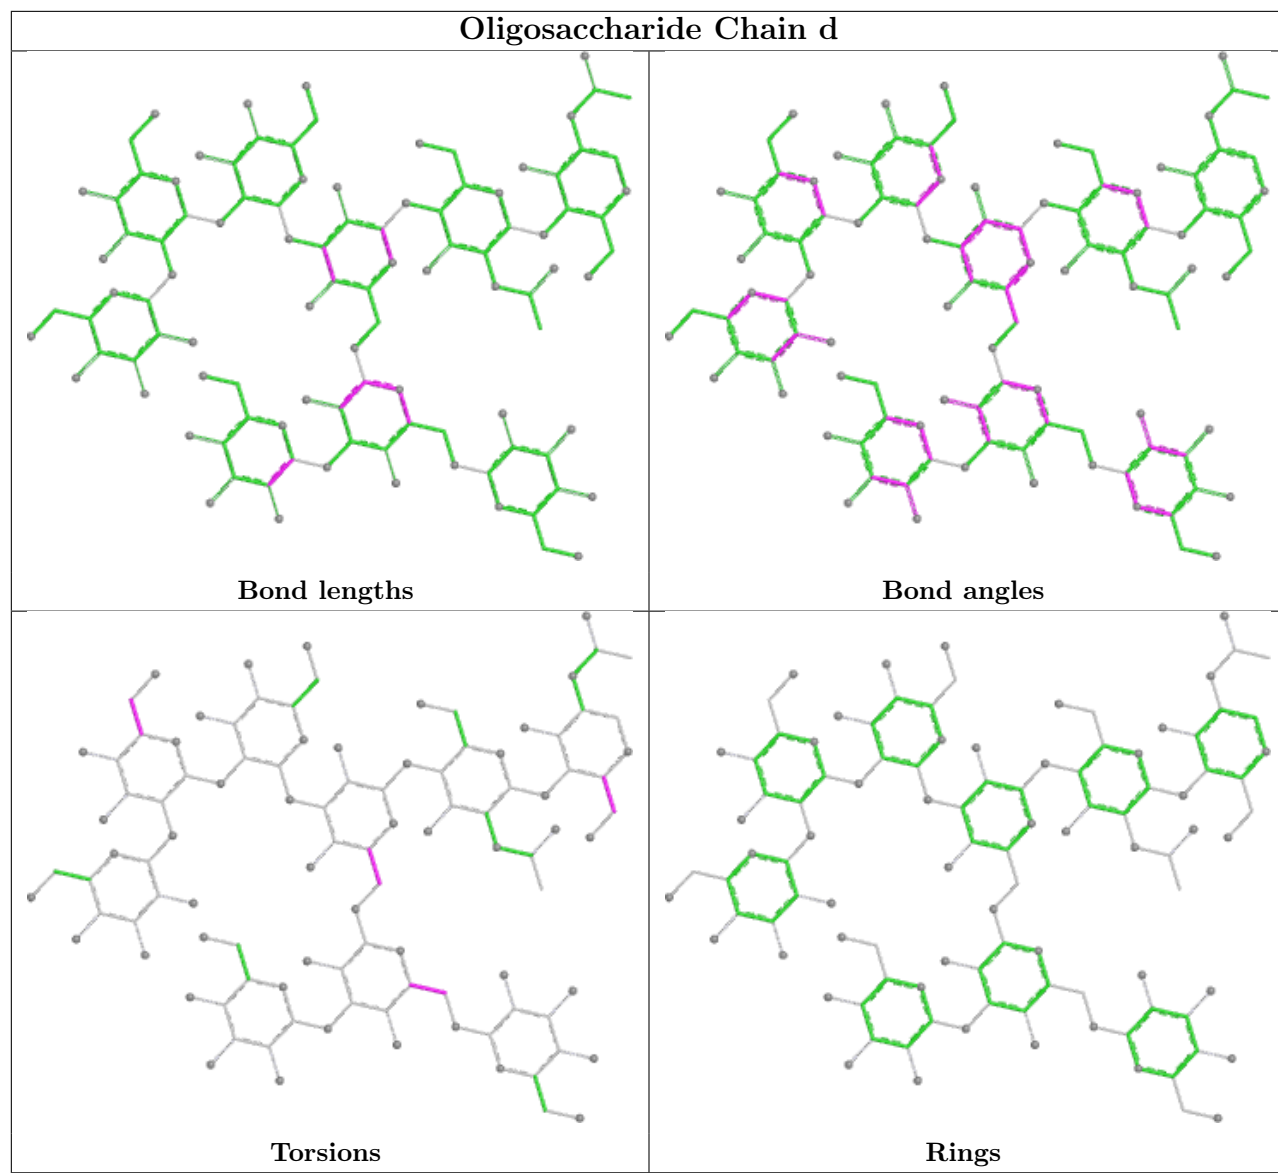 Oligosaccharide Chain d
Bond lengths
Bond angles
Torsions
Rings